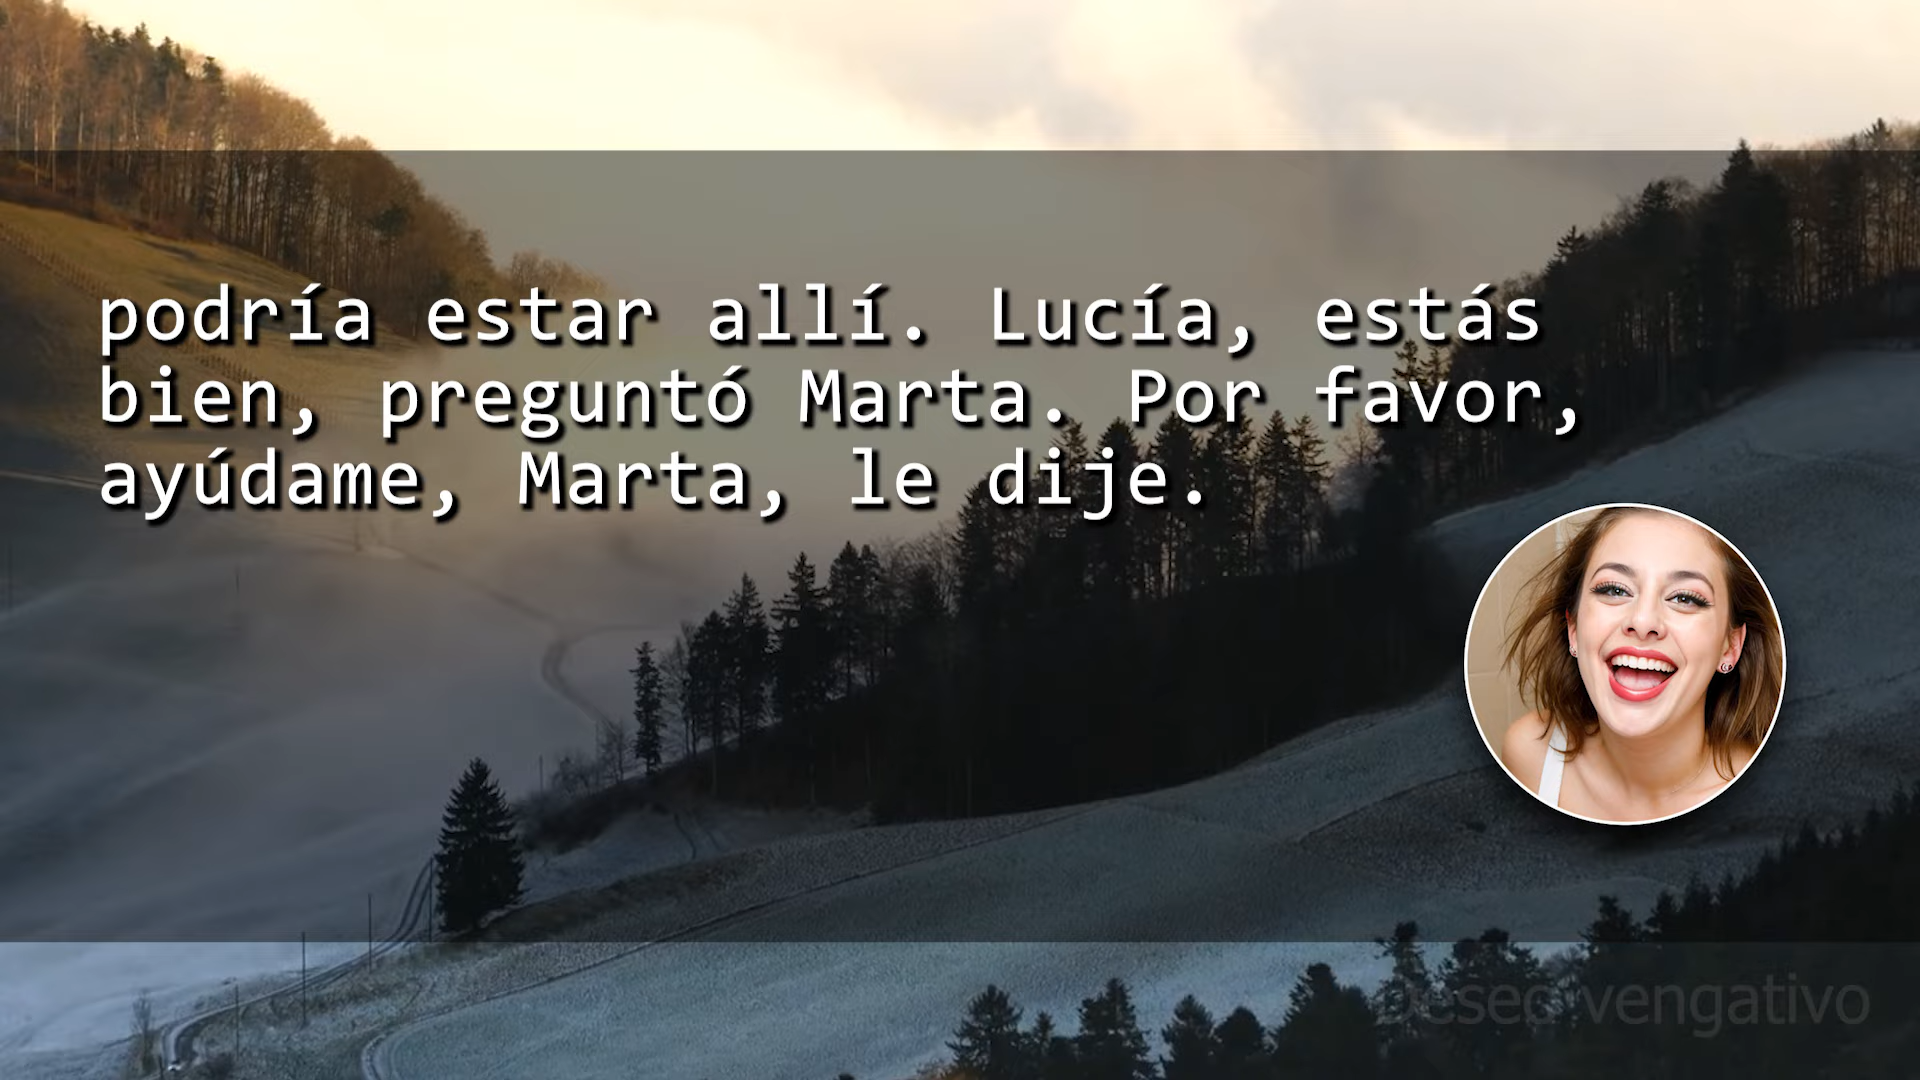 podría estar allí. Lucía, estás
bien, preguntó Marta. Por favor,
ayúdame, Marta, le dije.
Deseo vengativo